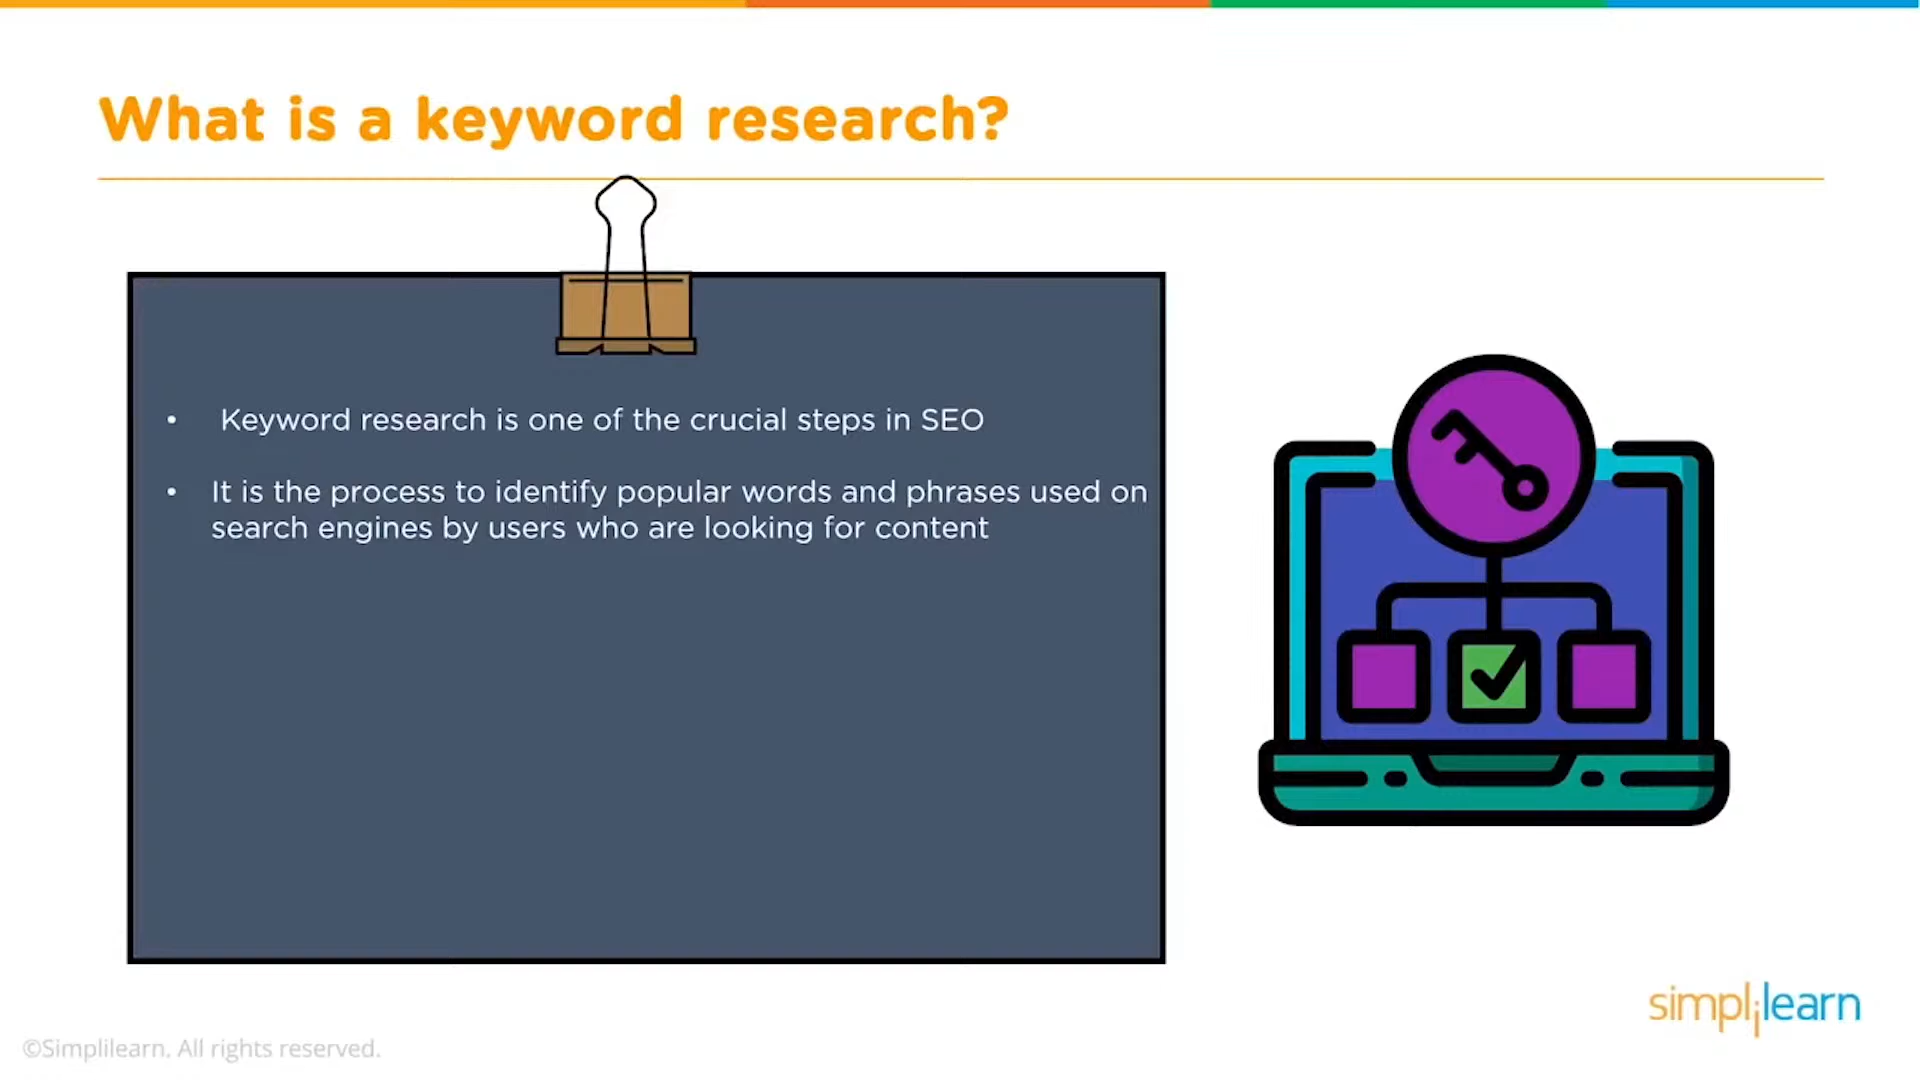 What is a keyword research?
• Keyword research is one of the crucial steps in SEO
• It is the process to identify popular words and phrases used on
search engines by users who are looking for content
simplilearn
©Simplilearn. All rights reserved.